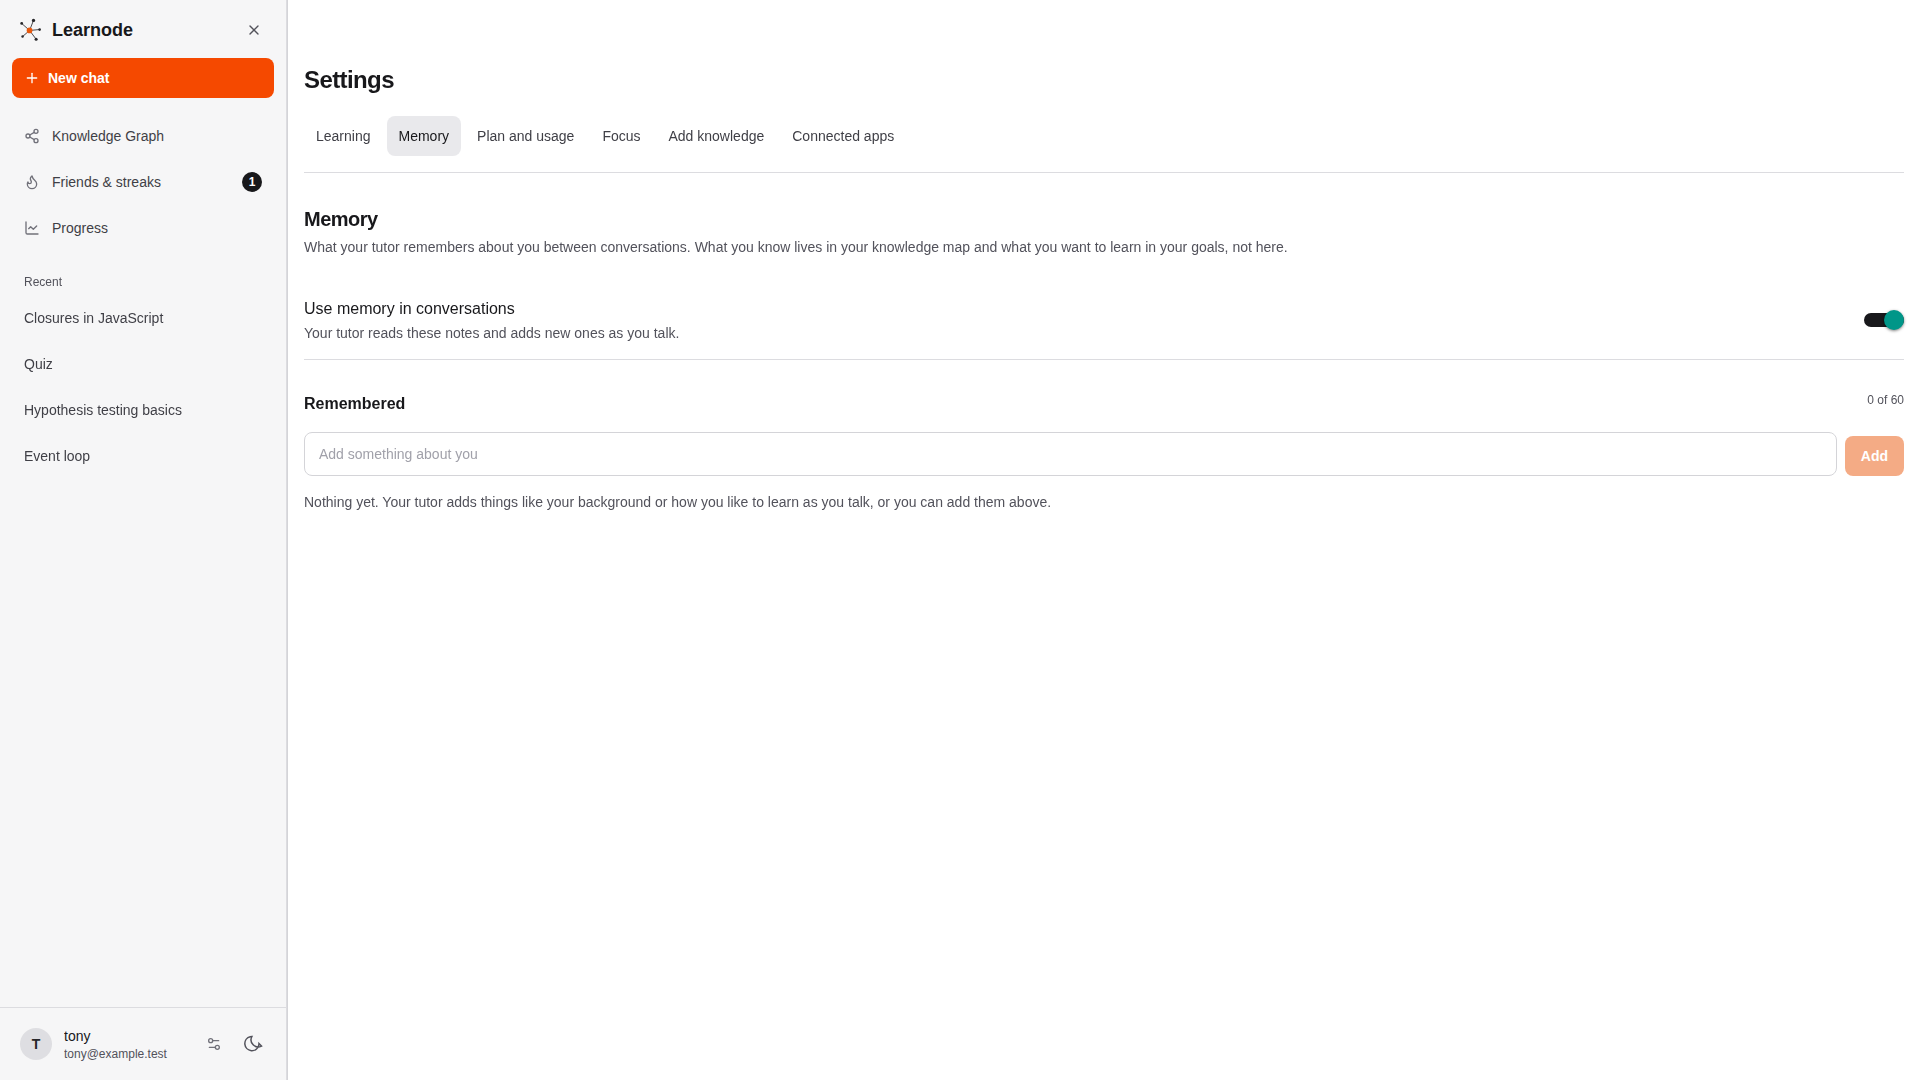 Learnode
New chat
Knowledge Graph
Friends & streaks
1
Progress
Recent
Closures in JavaScript
Quiz
Hypothesis testing basics
Event loop
T
tony
tony@example.test
Settings
Learning
Memory
Plan and usage
Focus
Add knowledge
Connected apps
Memory
What your tutor remembers about you between conversations. What you know lives in your knowledge map and what you want to learn in your goals, not here.
Use memory in conversations
Your tutor reads these notes and adds new ones as you talk.
Remembered
0 of 60
Add something about you
Add
Nothing yet. Your tutor adds things like your background or how you like to learn as you talk, or you can add them above.